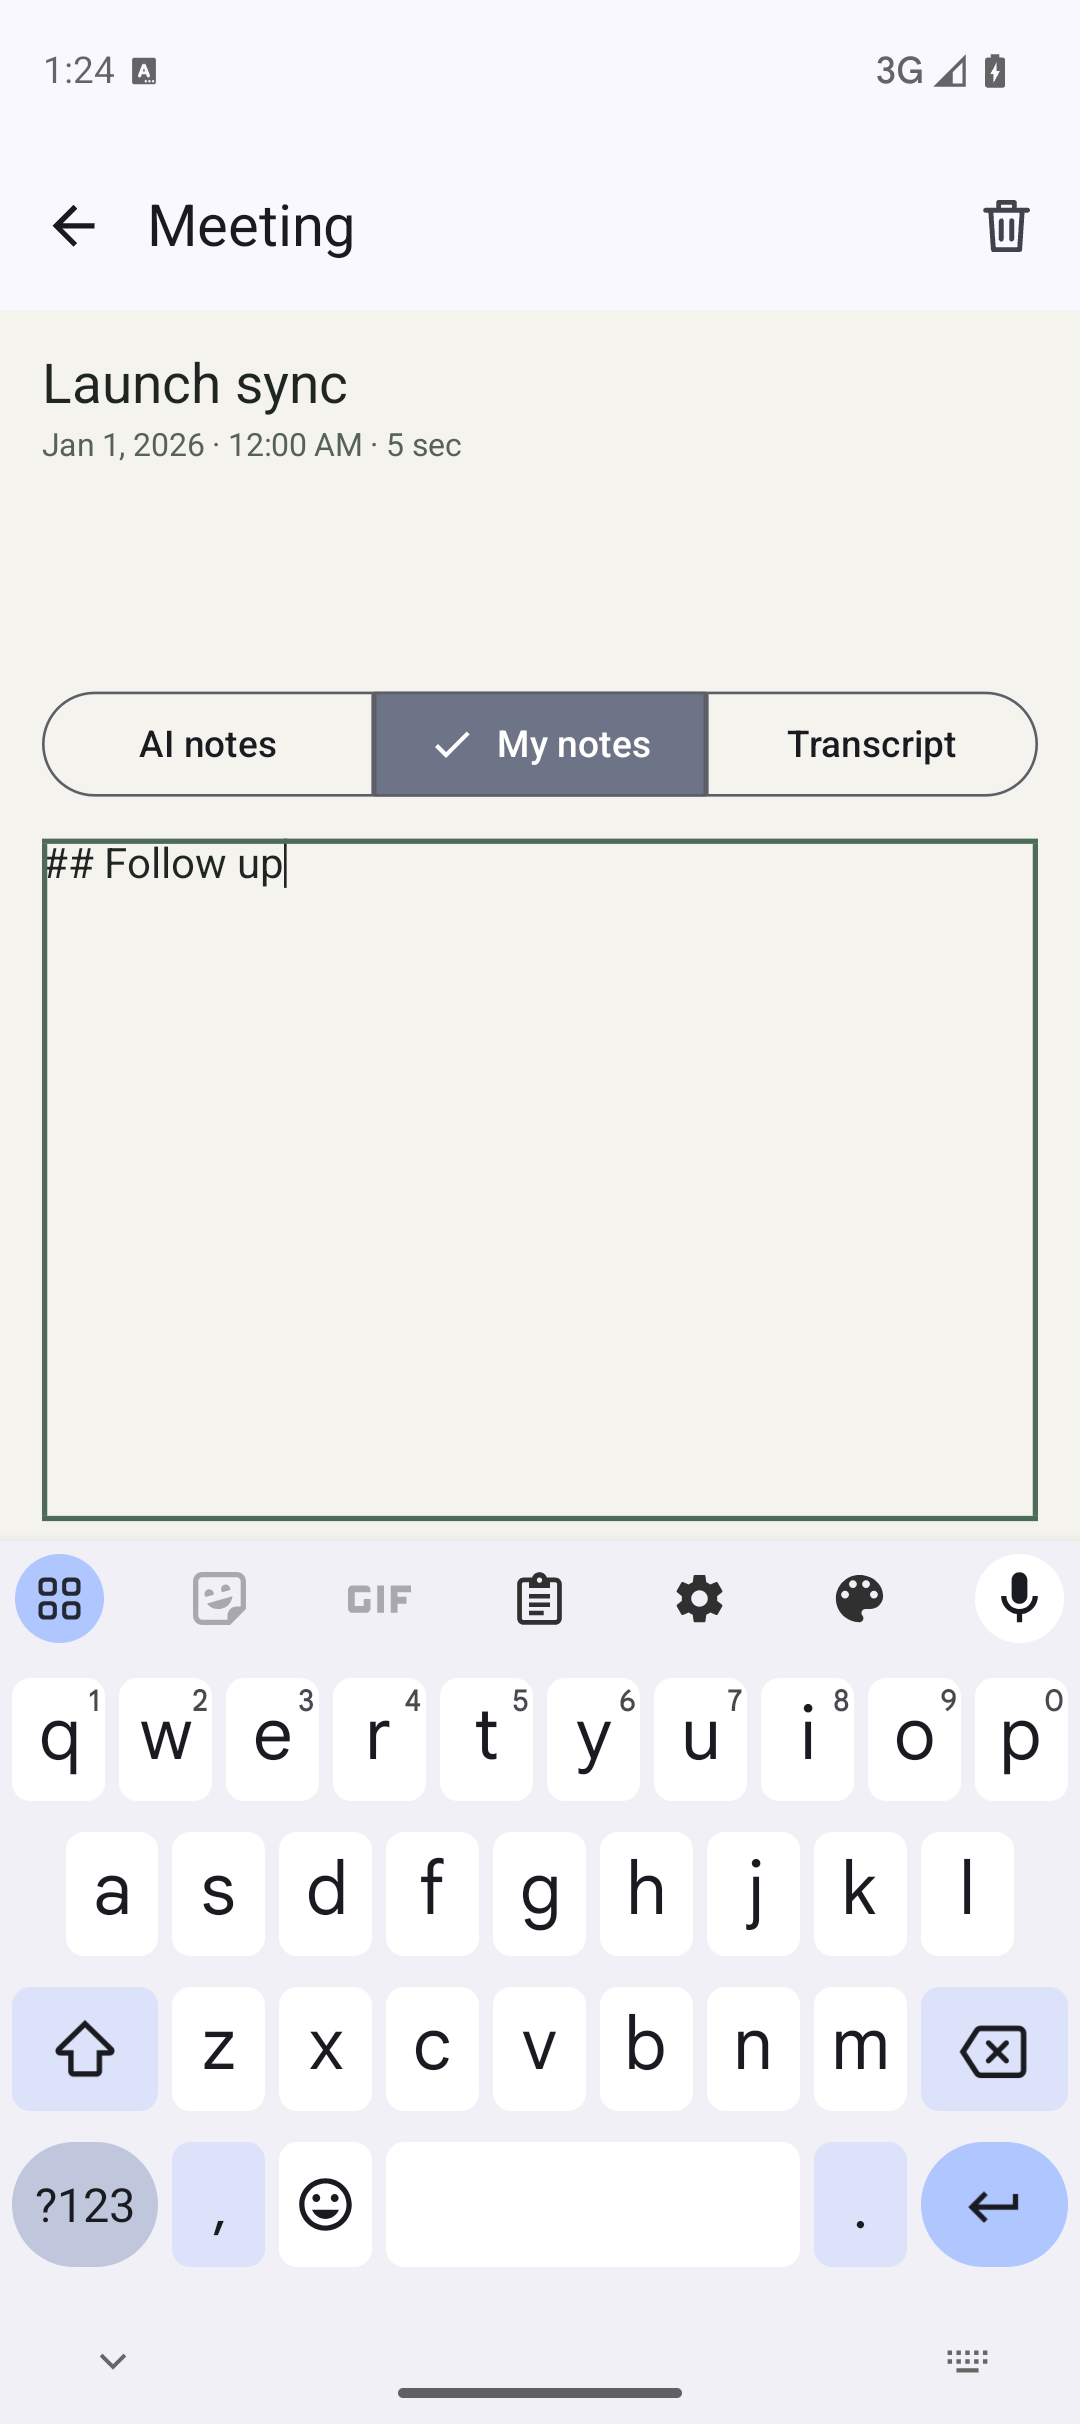 1:24
3G
Meeting
Launch sync
Jan 1, 2026 · 12:00 AM · 5 sec
AI notes
My notes
Transcript
## Follow up
GIF
q 1 w 2 e 3 r 4 t 5 y 6 u 7 i 8 o 9 p 0
a s d f g h j k l
z x c v b n m
?123 , .